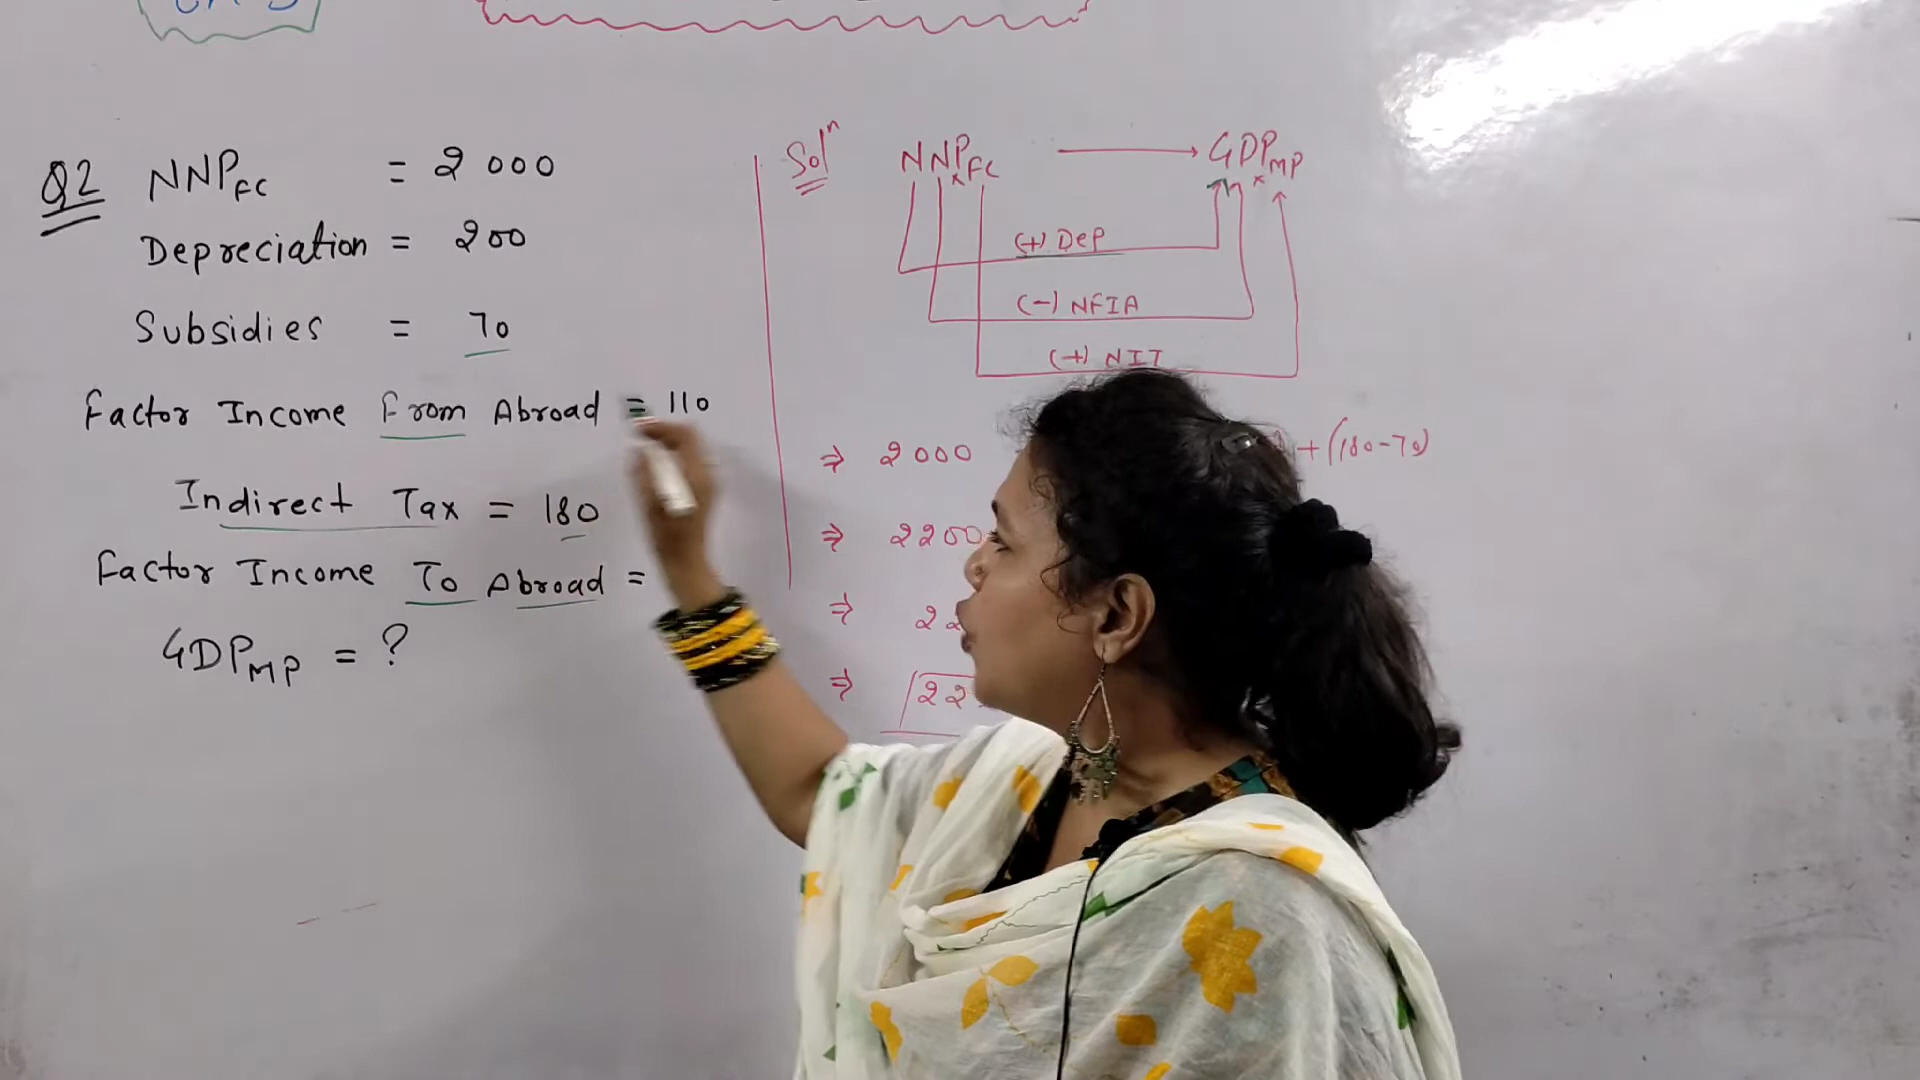 Q2 NNPFC = 2000
Depreciation = 200
Subsidies = 70
Factor Income From Abroad = 110
Indirect Tax = 180
Factor Income To Abroad =
GDPMP = ?
Solⁿ NNPFC → GDPMP
(+) Dep
(-) NFIA
(+) NIT
⇒ 2000 + (180-70)
⇒ 2200
⇒
⇒